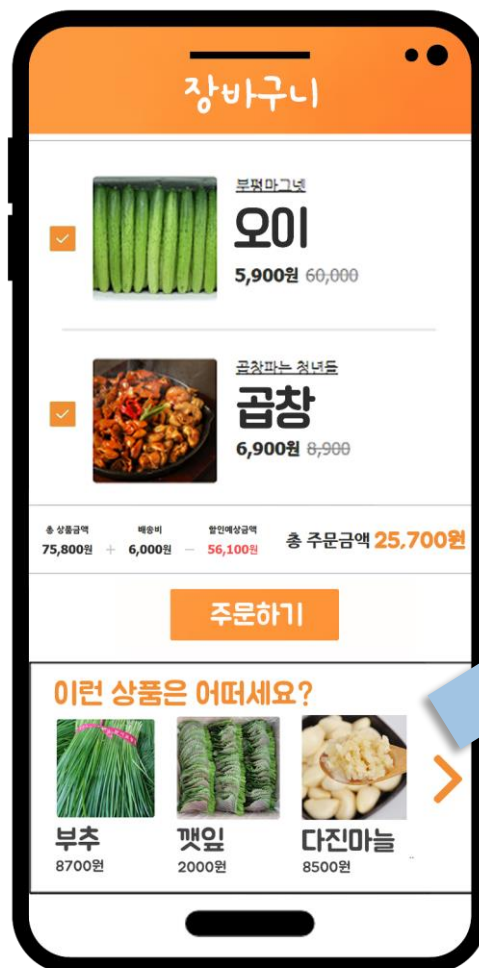 장바구니
부평마그넷
오이
5,900원 60,000
곱창파는 청년들
곱창
6,900원 8,900
총 상품금액 배송비 할인예상금액
75,800원 + 6,000원 - 56,100원 총 주문금액 25,700원
주문하기
이런 상품은 어떠세요?
부추 깻잎 다진마늘
8700원 2000원 8500원